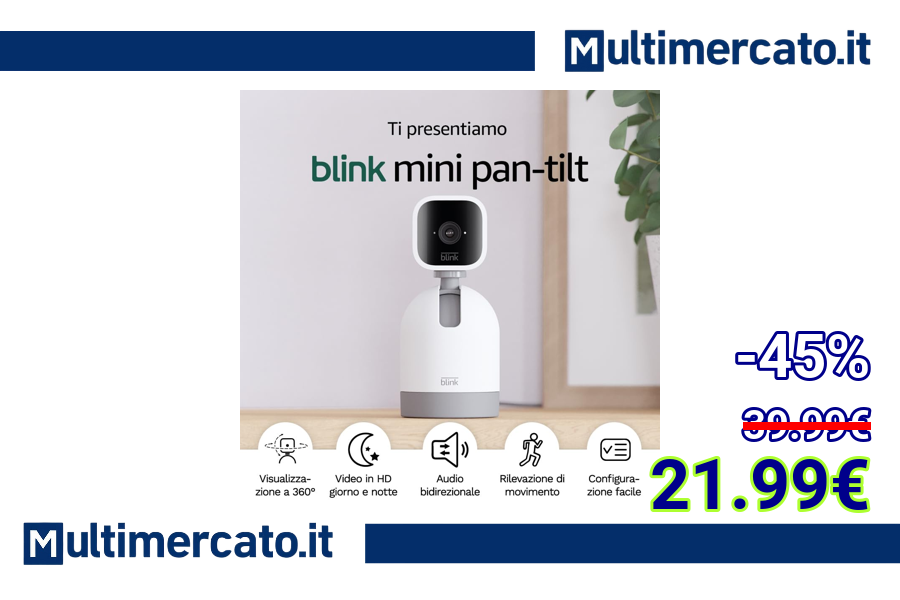 Multimercato.it
Ti presentiamo
blink mini pan-tilt
blink
blink
-45%
39.99€
21.99€
Visualizza-
zione a 360°
Video in HD
giorno e notte
Audio
bidirezionale
Rilevazione di
movimento
Configura-
zione facile
Multimercato.it